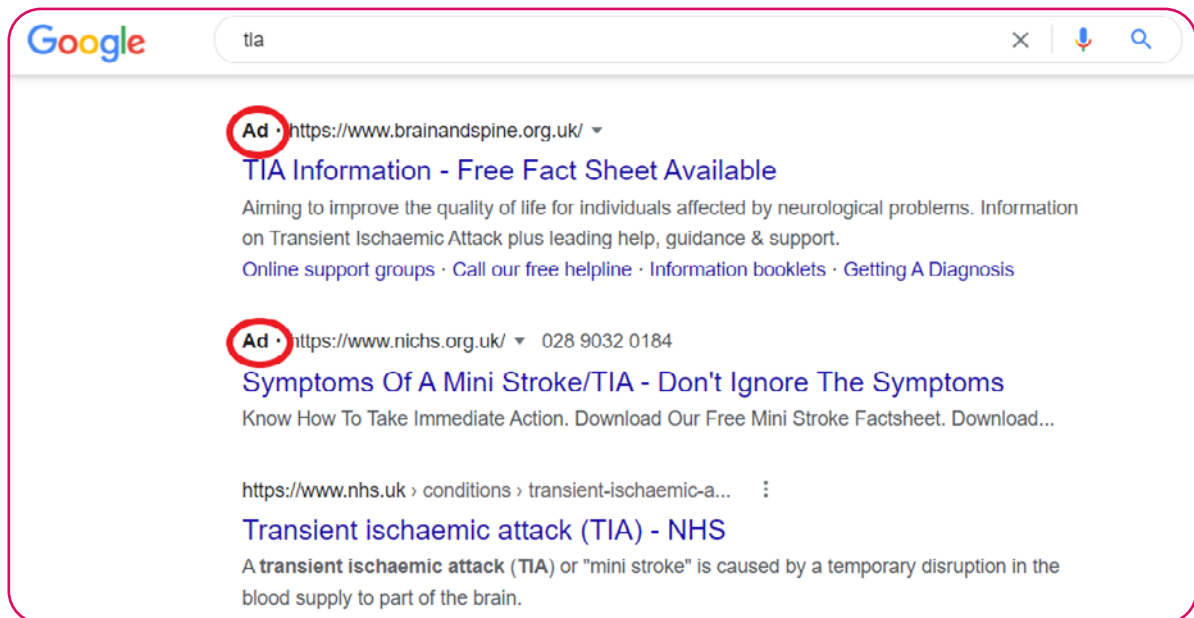 Google
tia
Ad · https://www.brainandspine.org.uk/
TIA Information - Free Fact Sheet Available
Aiming to improve the quality of life for individuals affected by neurological problems. Information
on Transient Ischaemic Attack plus leading help, guidance & support.
Online support groups · Call our free helpline · Information booklets · Getting A Diagnosis
Ad · https://www.nichs.org.uk/ 028 9032 0184
Symptoms Of A Mini Stroke/TIA - Don't Ignore The Symptoms
Know How To Take Immediate Action. Download Our Free Mini Stroke Factsheet. Download...
https://www.nhs.uk › conditions › transient-ischaemic-a...
Transient ischaemic attack (TIA) - NHS
A transient ischaemic attack (TIA) or "mini stroke" is caused by a temporary disruption in the
blood supply to part of the brain.